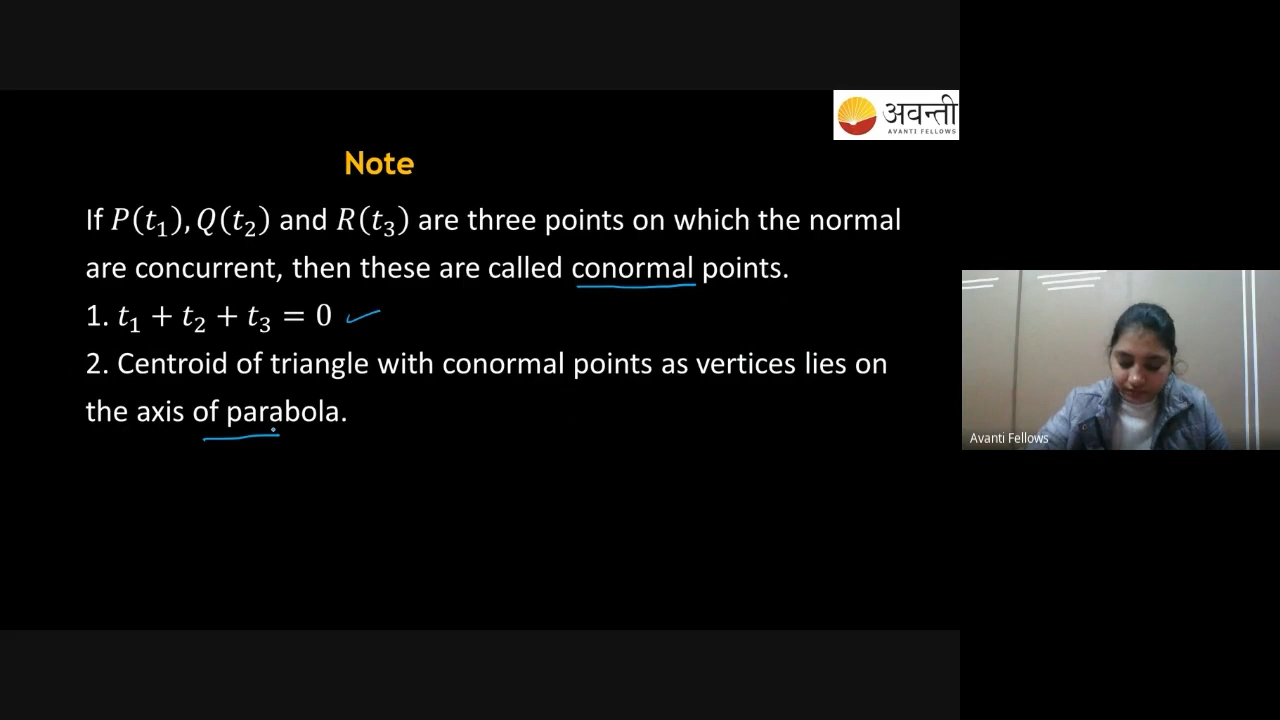 अवन्ती
AVANTI FELLOWS
Note
If P(t₁), Q(t₂) and R(t₃) are three points on which the normal
are concurrent, then these are called conormal points.
1. t₁ + t₂ + t₃ = 0
2. Centroid of triangle with conormal points as vertices lies on
the axis of parabola.
Avanti Fellows